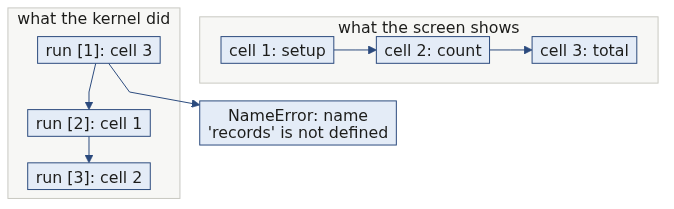 what the kernel did
run [1]: cell 3
run [2]: cell 1
run [3]: cell 2
what the screen shows
cell 1: setup
cell 2: count
cell 3: total
NameError: name
'records' is not defined